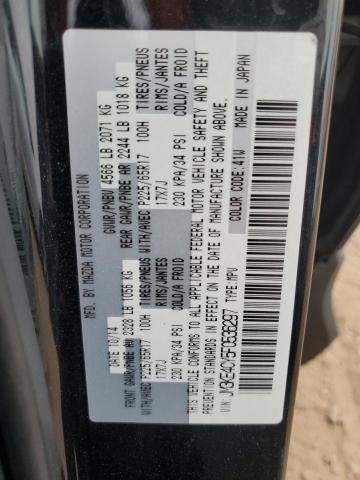 MFD. BY MAZDA MOTOR CORPORATION
DATE: 10/14 GVWR/PNBV 4566 LB 2071 KG
FRONT GAWR/PNBE AV 2328 LB 1056 KG REAR GAWR/PNBE AR 2244 LB 1018 KG
WITH/AVEC P225/65R17 TIRES/PNEUS WITH/AVEC P225/65R17 TIRES/PNEUS
100H 100H
17X7J RIMS/JANTES 17X7J RIMS/JANTES
230 KPA/34 PSI COLD/A FROID 230 KPA/34 PSI COLD/A FROID
THIS VEHICLE CONFORMS TO ALL APPLICABLE FEDERAL MOTOR VEHICLE SAFETY AND THEFT
PREVENTION STANDARDS IN EFFECT ON THE DATE OF MANUFACTURE SHOWN ABOVE.
VIN: JM3KE4CY5F0536297 TYPE: MPV
41W MADE IN JAPAN